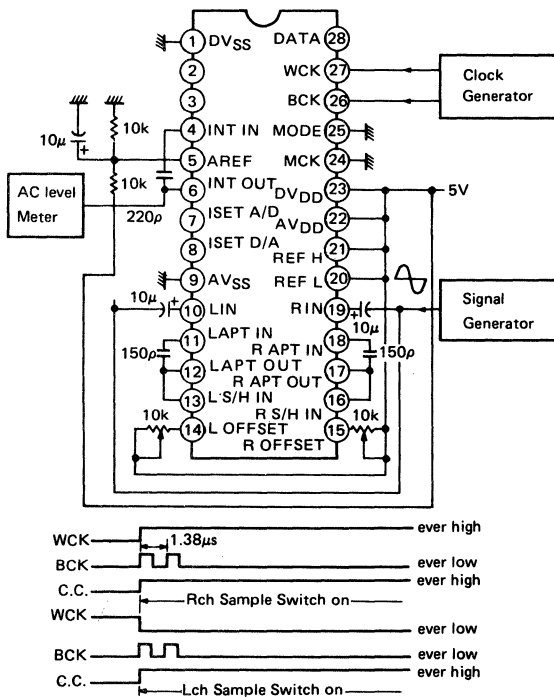 1 DVSS
2
3
4 INT IN
5 AREF
6 INT OUT
7 ISET A/D
8 ISET D/A
9 AVSS
10 LIN
11 LAPT IN
12 LAPT OUT
13 L S/H IN
14 L OFFSET
DATA 28
WCK 27
BCK 26
MODE 25
MCK 24
DVDD 23
AVDD 22
REF H 21
REF L 20
RIN 19
R APT IN 18
R APT OUT 17
R S/H IN 16
R OFFSET 15
10μ +
10k
10k
220ρ
AC level
Meter
10μ +
150ρ
10k
Clock
Generator
5V
Signal
Generator
+ 10μ
150ρ
10k
WCK ever high
1.38μs
BCK ever low
C.C. ever high
Rch Sample Switch on
WCK ever low
BCK ever low
C.C. ever high
Lch Sample Switch on